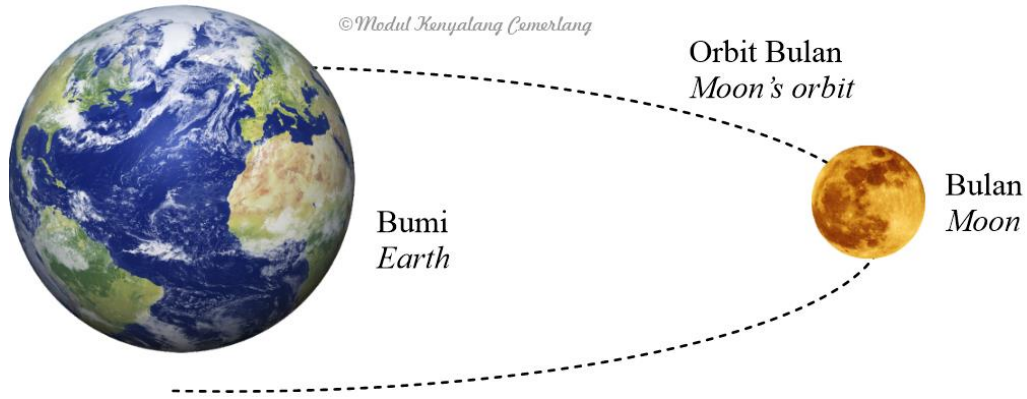 ©Modul Kenyalang Cemerlang
Orbit Bulan
Moon's orbit
Bulan
Moon
Bumi
Earth